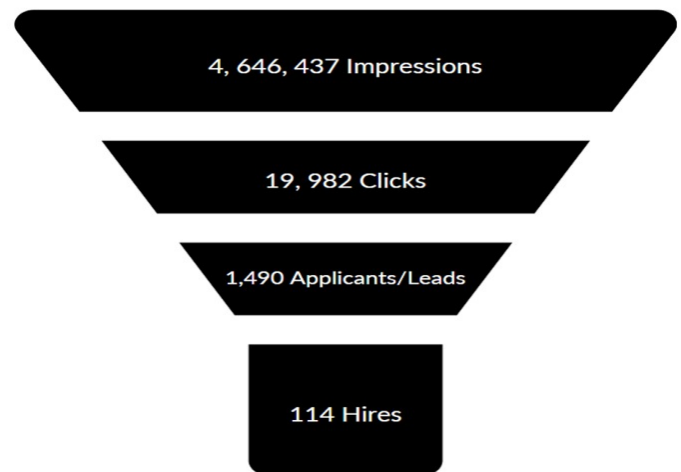 4, 646, 437 Impressions
19, 982 Clicks
1,490 Applicants/Leads
114 Hires